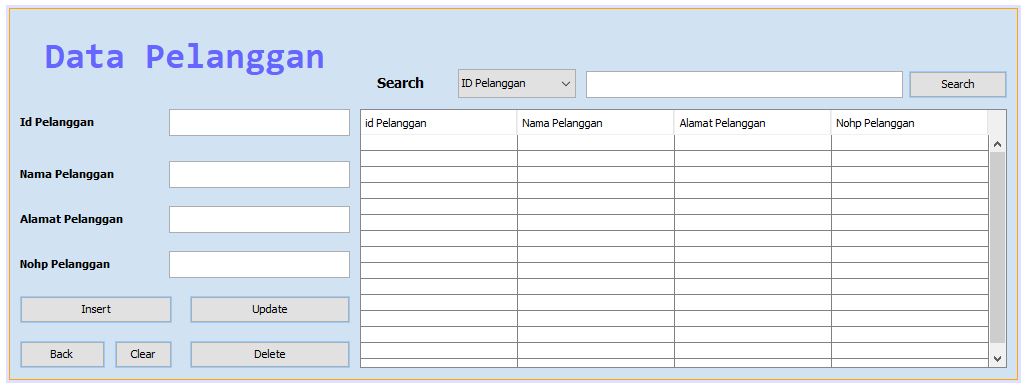 Data Pelanggan
Search ID Pelanggan Search
Id Pelanggan
Nama Pelanggan
Alamat Pelanggan
Nohp Pelanggan
Insert Update
Back Clear Delete
id Pelanggan Nama Pelanggan Alamat Pelanggan Nohp Pelanggan